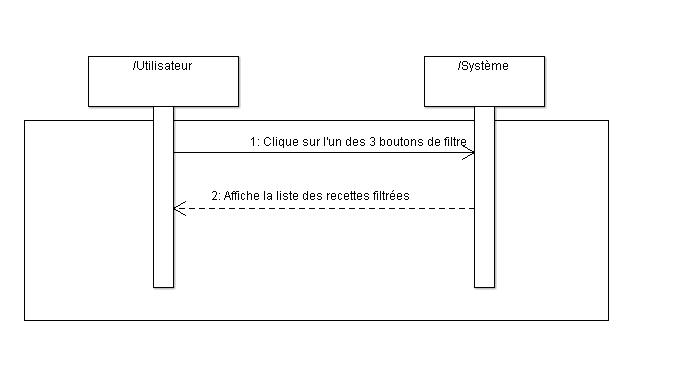 /Utilisateur
/Système
1: Clique sur l'un des 3 boutons de filtre
2: Affiche la liste des recettes filtrées